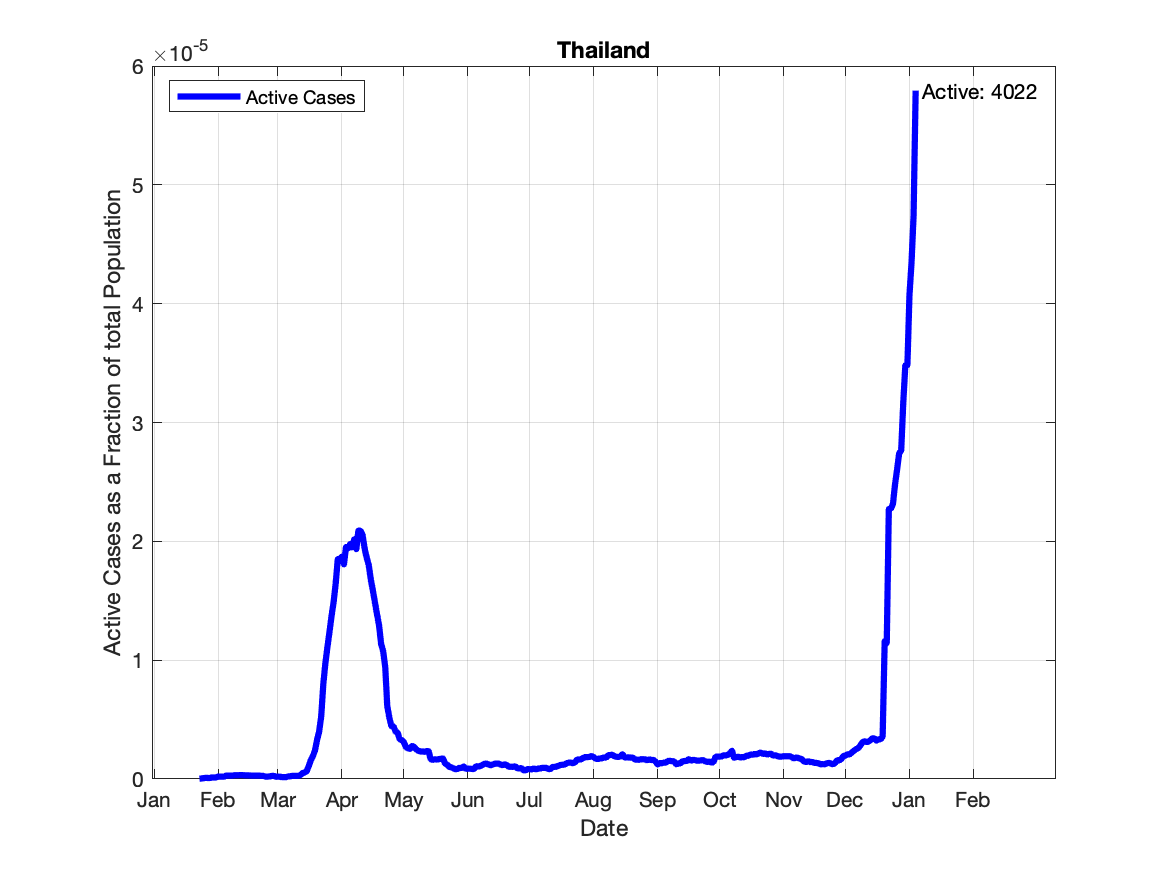 Thailand
×10-5
Active Cases
Active: 4022
6
5
4
3
2
1
0
Active Cases as a Fraction of total Population
Jan Feb Mar Apr May Jun Jul Aug Sep Oct Nov Dec Jan Feb
Date